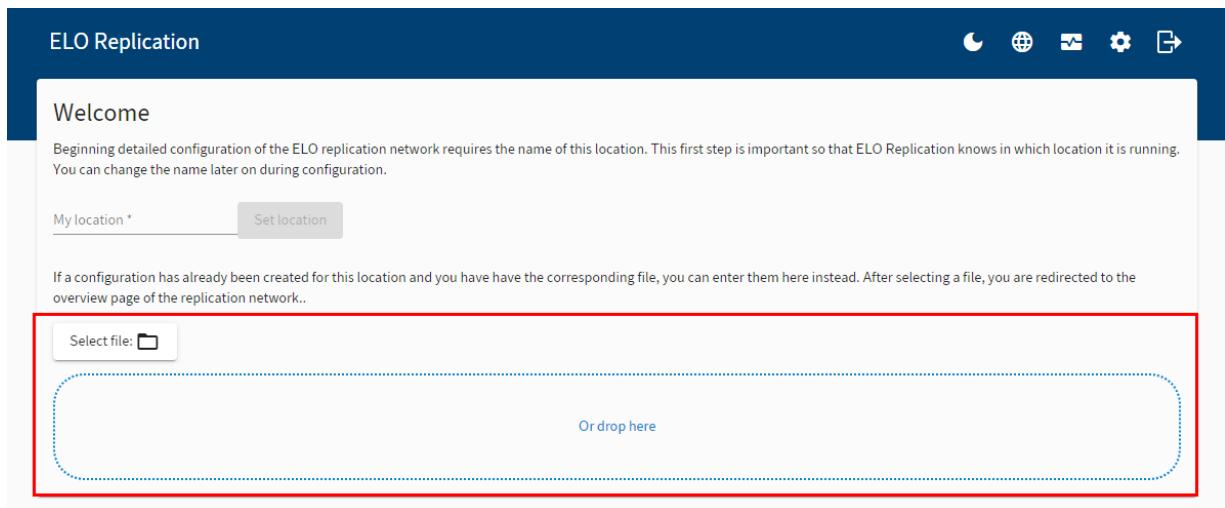 ELO Replication
Welcome
Beginning detailed configuration of the ELO replication network requires the name of this location. This first step is important so that ELO Replication knows in which location it is running.
You can change the name later on during configuration.
My location *
Set location
If a configuration has already been created for this location and you have have the corresponding file, you can enter them here instead. After selecting a file, you are redirected to the
overview page of the replication network..
Select file:
Or drop here